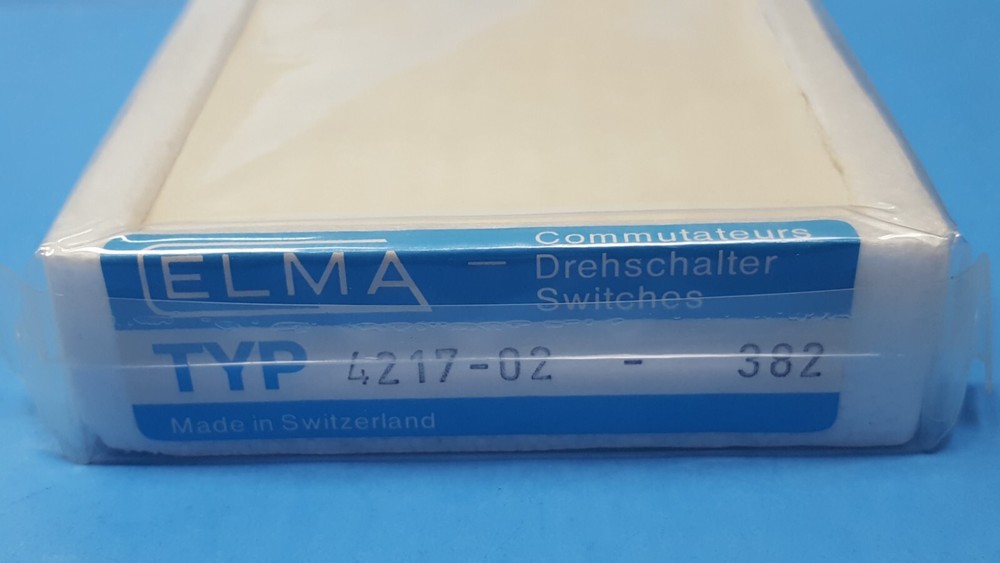 ELMA – Commutateurs
Drehschalter
Switches
TYP 4217-02 - 382
Made in Switzerland